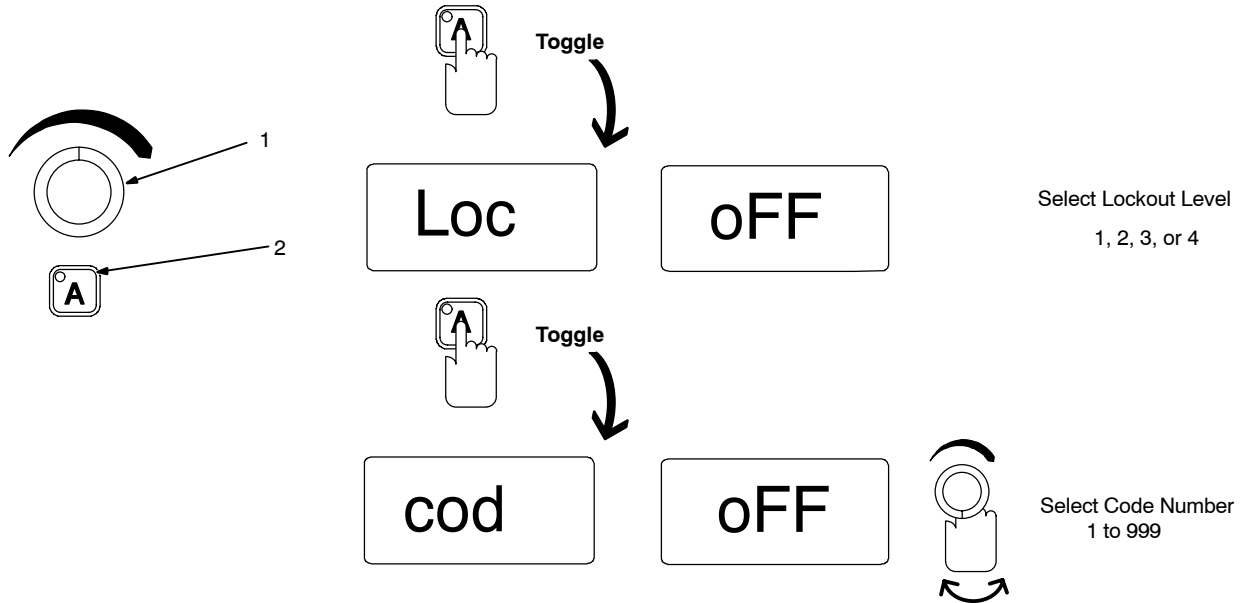 A
Toggle
1
Loc
oFF
Select Lockout Level
1, 2, 3, or 4
2
A
A
Toggle
cod
oFF
Select Code Number
1 to 999